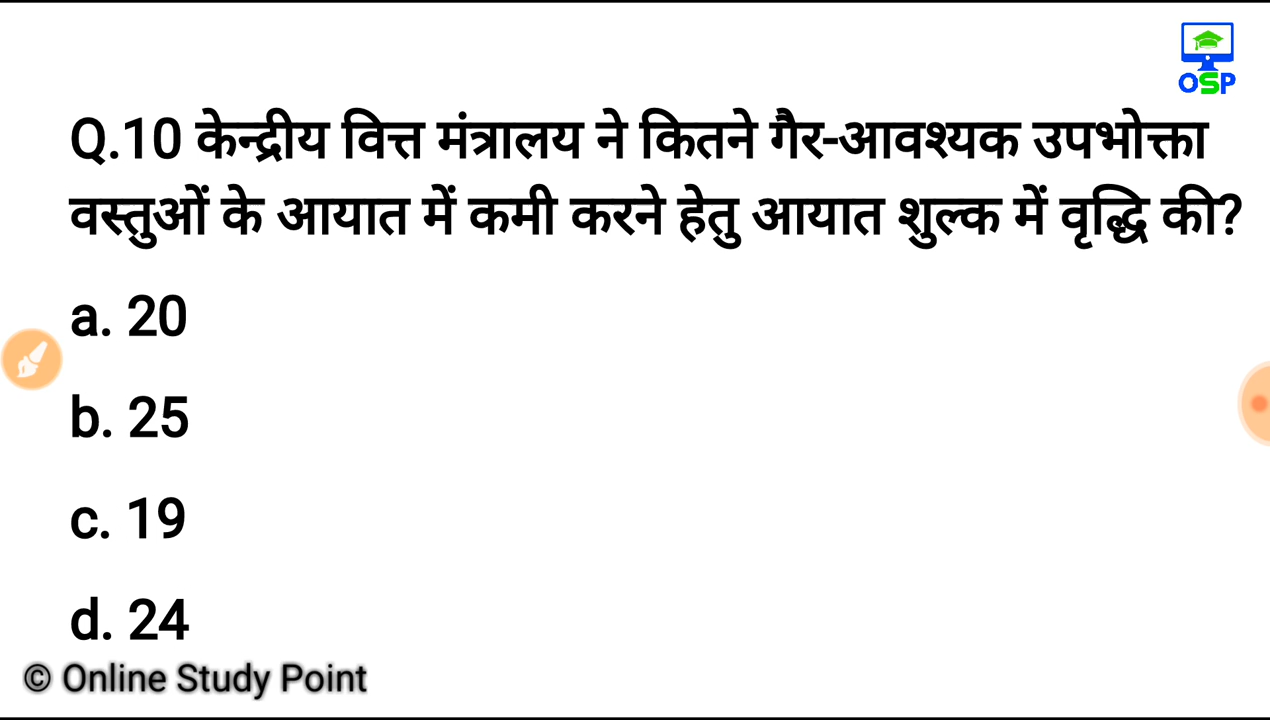 OSP
Q.10 केन्द्रीय वित्त मंत्रालय ने कितने गैर-आवश्यक उपभोक्ता
वस्तुओं के आयात में कमी करने हेतु आयात शुल्क में वृद्धि की?
a. 20
b. 25
c. 19
d. 24
© Online Study Point